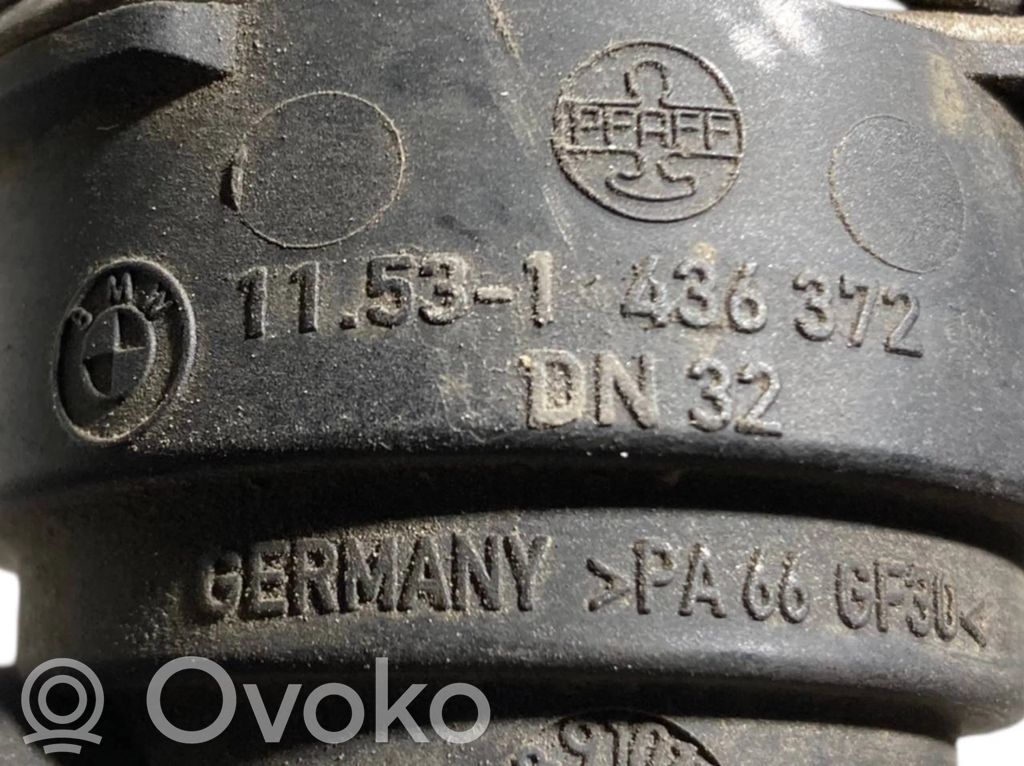 PFAFF
BMW
11.53-1 436 372
DN 32
GERMANY >PA 66 GF30<
Ovoko